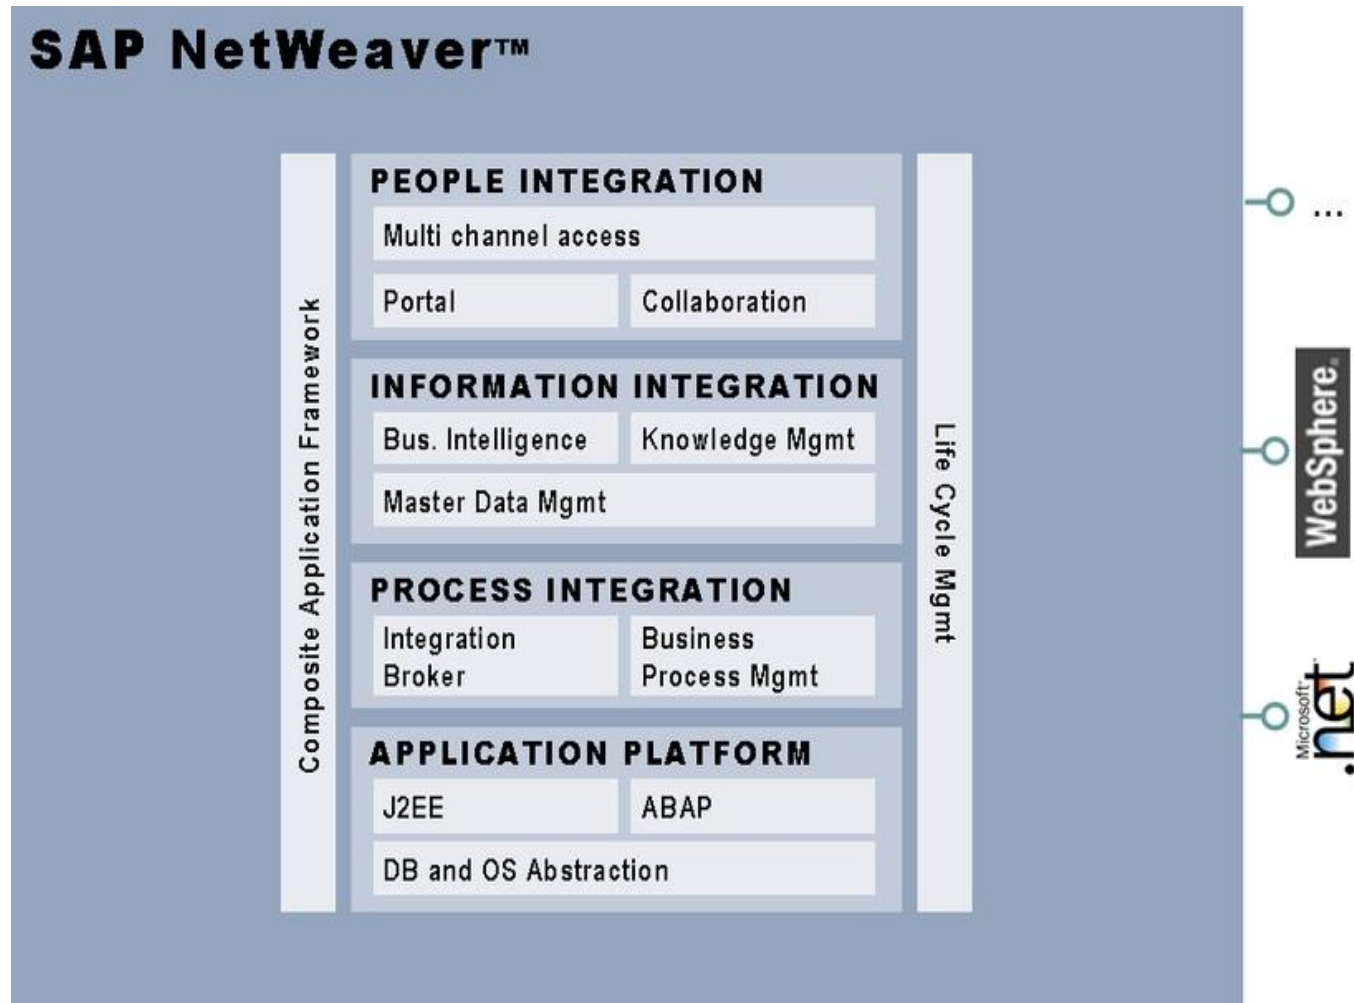 SAP NetWeaver™
Composite Application Framework
PEOPLE INTEGRATION
Multi channel access
Portal
Collaboration
INFORMATION INTEGRATION
Bus. Intelligence
Knowledge Mgmt
Master Data Mgmt
PROCESS INTEGRATION
Integration
Broker
Business
Process Mgmt
APPLICATION PLATFORM
J2EE
ABAP
DB and OS Abstraction
Life Cycle Mgmt
...
WebSphere.
Microsoft
.net